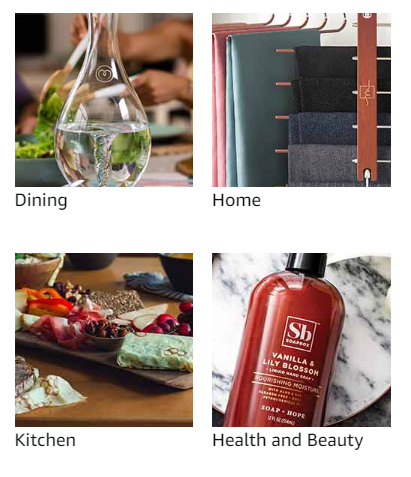 Dining
Home
Kitchen
Sb
SOAPBOX
VANILLA &
LILY BLOSSOM
LIQUID HAND SOAP
NOURISHING MOISTURE
SOAP = HOPE
Health and Beauty